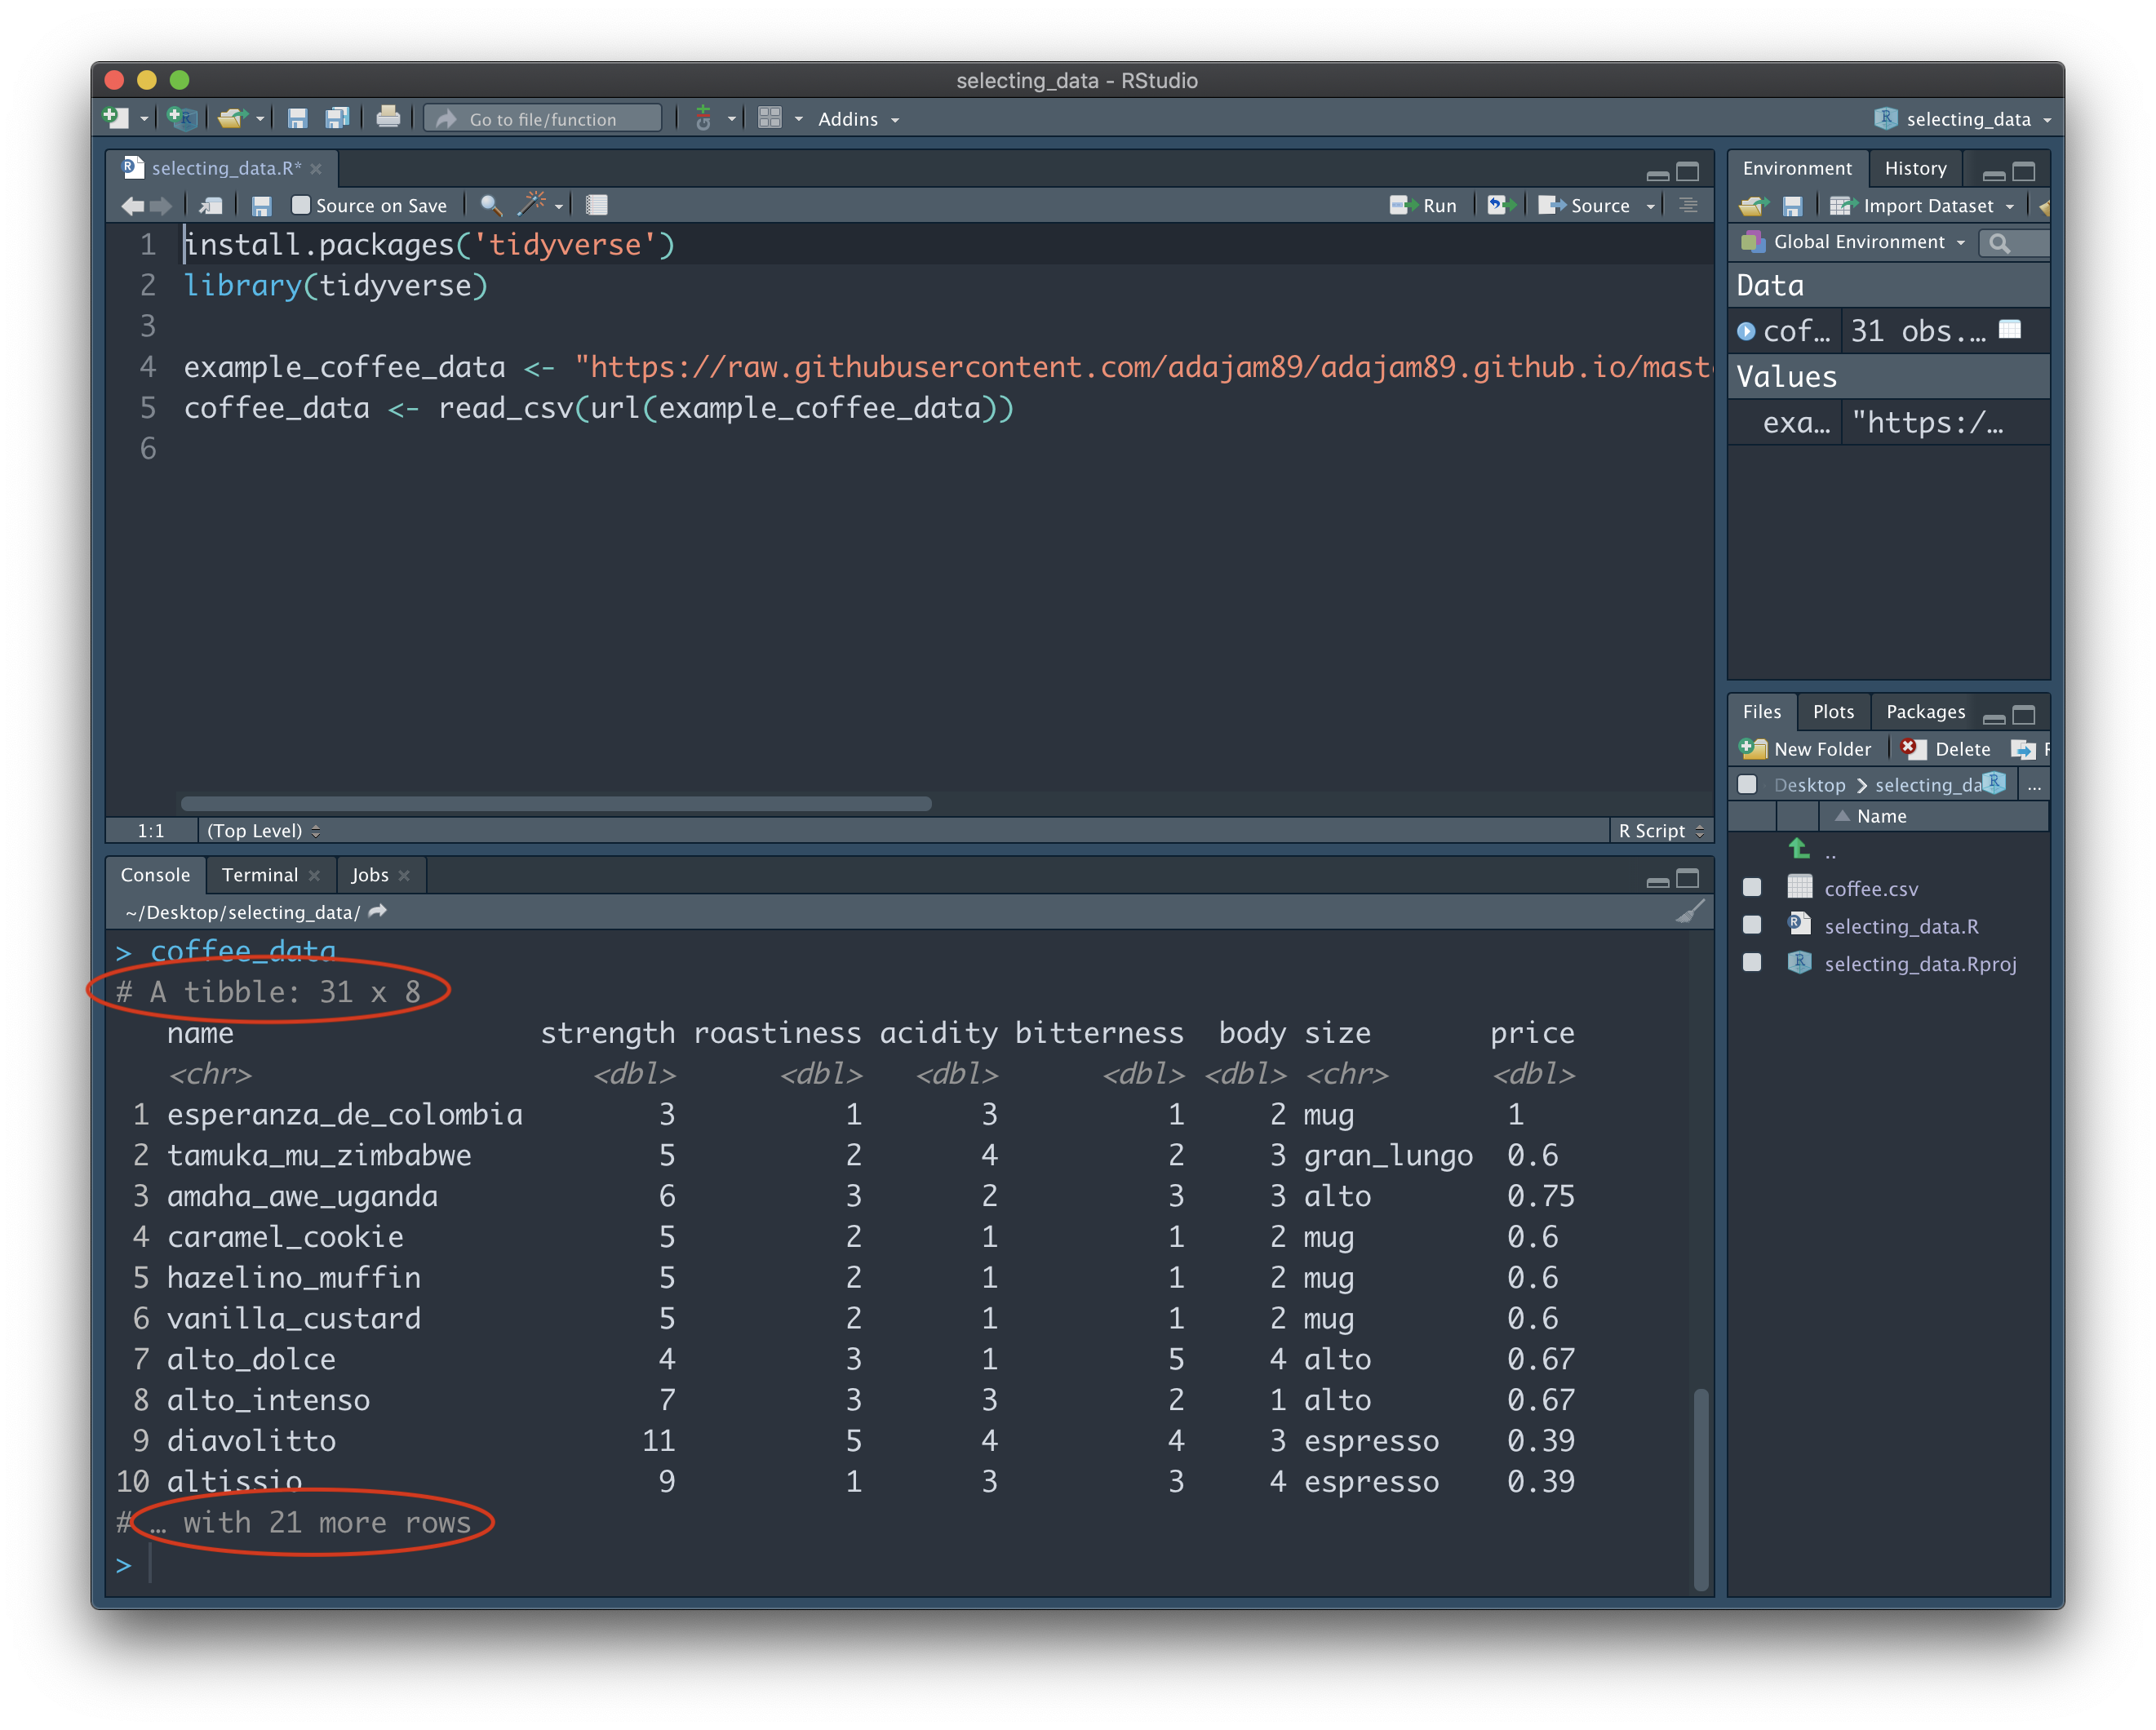 selecting_data - RStudio
Go to file/function
Addins
selecting_data
selecting_data.R*
Source on Save
Run
Source
1 install.packages('tidyverse')
2 library(tidyverse)
3
4 example_coffee_data <- "https://raw.githubusercontent.com/adajam89/adajam89.github.io/mast
5 coffee_data <- read_csv(url(example_coffee_data))
6
1:1 (Top Level) R Script
Console Terminal Jobs
~/Desktop/selecting_data/
> coffee_data
# A tibble: 31 x 8
name strength roastiness acidity bitterness body size price
<chr> <dbl> <dbl> <dbl> <dbl> <dbl> <chr> <dbl>
1 esperanza_de_colombia 3 1 3 1 2 mug 1
2 tamuka_mu_zimbabwe 5 2 4 2 3 gran_lungo 0.6
3 amaha_awe_uganda 6 3 2 3 3 alto 0.75
4 caramel_cookie 5 2 1 1 2 mug 0.6
5 hazelino_muffin 5 2 1 1 2 mug 0.6
6 vanilla_custard 5 2 1 1 2 mug 0.6
7 alto_dolce 4 3 1 5 4 alto 0.67
8 alto_intenso 7 3 3 2 1 alto 0.67
9 diavolitto 11 5 4 4 3 espresso 0.39
10 altissio 9 1 3 3 4 espresso 0.39
# … with 21 more rows
>
Environment History
Import Dataset
Global Environment
Data
cof… 31 obs.…
Values
exa… "https:/…
Files Plots Packages
New Folder Delete R
Desktop > selecting_da ...
Name
..
coffee.csv
selecting_data.R
selecting_data.Rproj